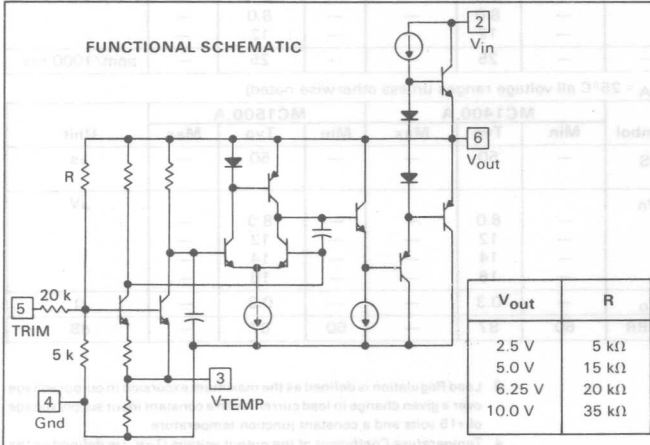 FUNCTIONAL SCHEMATIC
2
Vin
6
Vout
R
5
TRIM
20 k
5 k
4
Gnd
3
VTEMP
Vout R
2.5 V 5 kΩ
5.0 V 15 kΩ
6.25 V 20 kΩ
10.0 V 35 kΩ